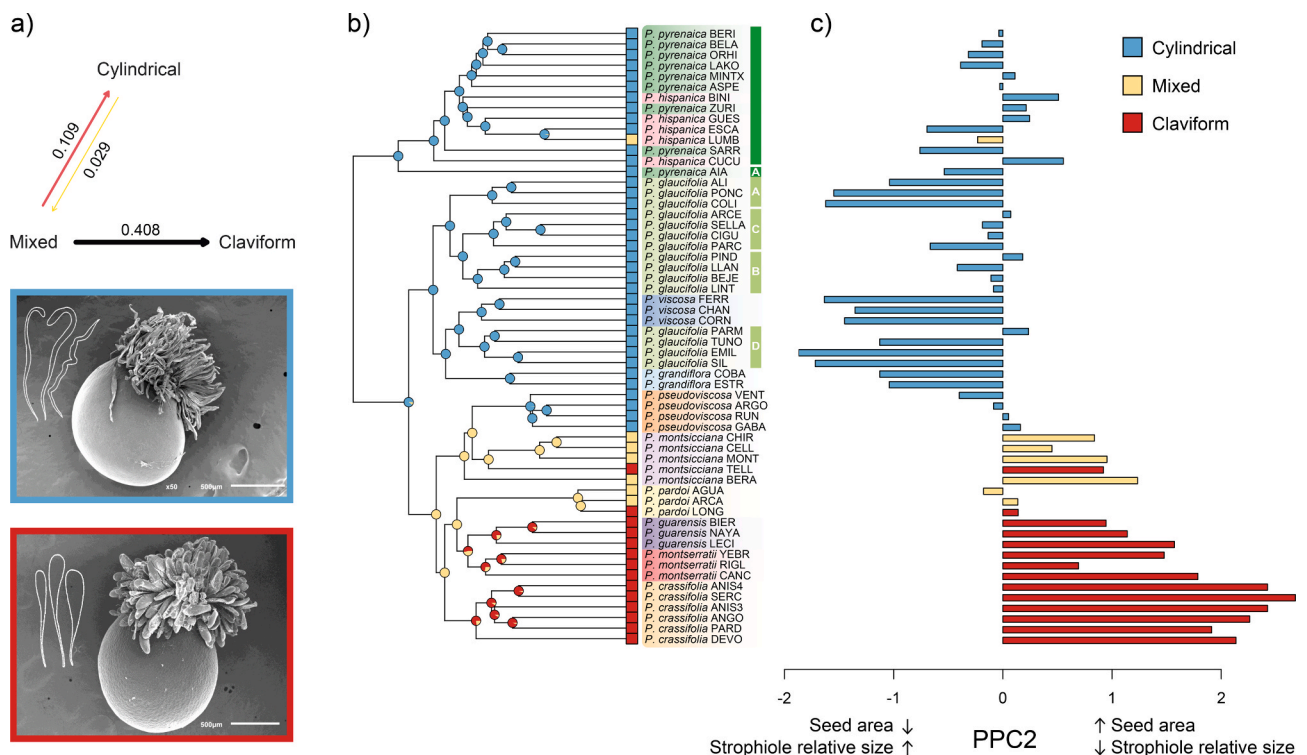 a)
Cylindrical
0.109
0.029
Mixed
0.408
Claviform
x50
500µm
500µm
b)
P. pyrenaica BERI
P. pyrenaica BELA
P. pyrenaica ORHI
P. pyrenaica LAKO
P. pyrenaica MINTX
P. pyrenaica ASPE
P. hispanica BINI
P. pyrenaica ZURI
P. hispanica GUES
P. hispanica ESCA
P. hispanica LUMB
P. pyrenaica SARR
P. hispanica CUCU
P. pyrenaica AIA
A
P. glaucifolia ALI
P. glaucifolia PONC
A
P. glaucifolia COLI
P. glaucifolia ARCE
P. glaucifolia SELLA
C
P. glaucifolia CIGU
P. glaucifolia PARC
P. glaucifolia PIND
P. glaucifolia LLAN
B
P. glaucifolia BEJE
P. glaucifolia LINT
P. viscosa FERR
P. viscosa CHAN
P. viscosa CORN
P. glaucifolia PARM
P. glaucifolia TUNO
D
P. glaucifolia EMIL
P. glaucifolia SIL
P. grandiflora COBA
P. grandiflora ESTR
P. pseudoviscosa VENT
P. pseudoviscosa ARGO
P. pseudoviscosa RUN
P. pseudoviscosa GABA
P. montsicciana CHIR
P. montsicciana CELL
P. montsicciana MONT
P. montsicciana TELL
P. montsicciana BERA
P. pardoi AGUA
P. pardoi ARCA
P. pardoi LONG
P. guarensis BIER
P. guarensis NAYA
P. guarensis LECI
P. montserratii YEBR
P. montserratii RIGL
P. montserratii CANC
P. crassifolia ANIS4
P. crassifolia SERC
P. crassifolia ANIS3
P. crassifolia ANGO
P. crassifolia PARD
P. crassifolia DEVO
c)
Cylindrical
Mixed
Claviform
-2 -1 0 1 2
Seed area ↓
Strophiole relative size ↑
PPC2
↑ Seed area
↓ Strophiole relative size